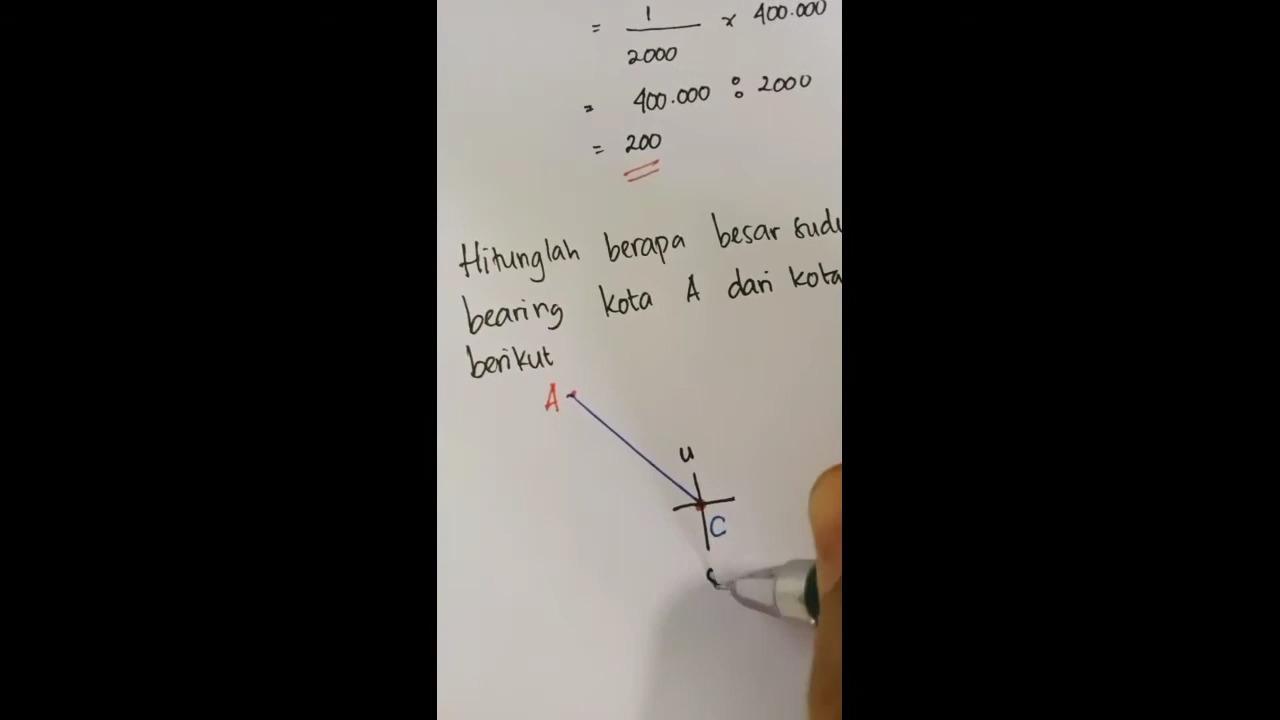 = 1/2000 x 400.000
= 400.000 : 2000
= 200
Hitunglah berapa besar sudu
bearing kota A dari kota
berikut
A
U
C